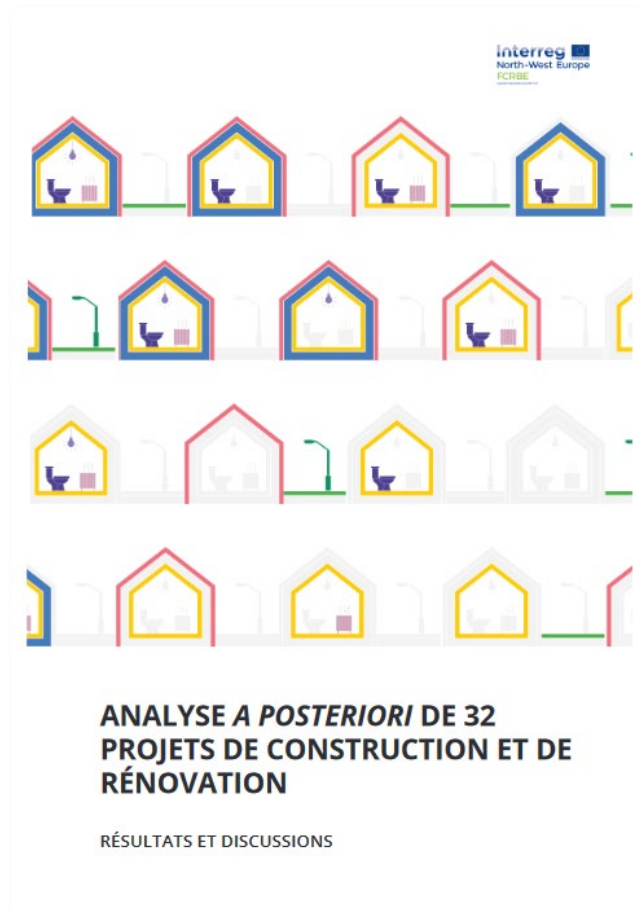 Interreg
North-West Europe
FCRBE
ANALYSE A POSTERIORI DE 32
PROJETS DE CONSTRUCTION ET DE
RÉNOVATION
RÉSULTATS ET DISCUSSIONS